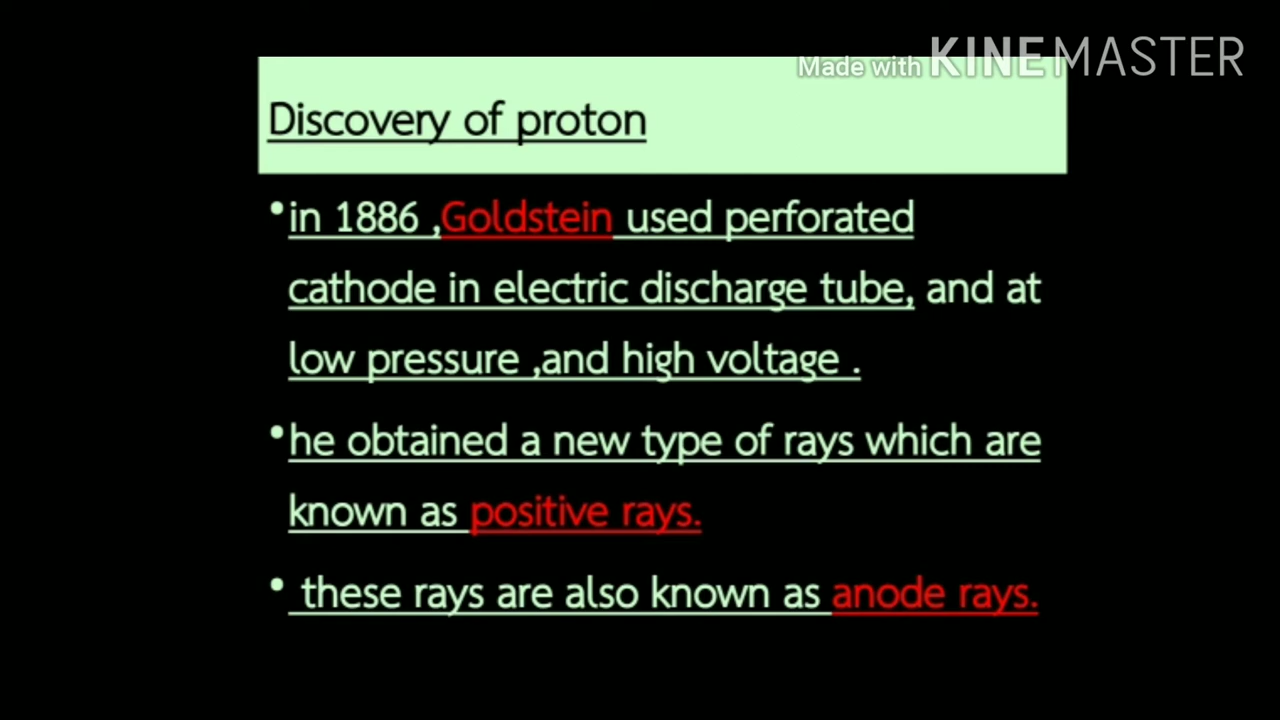 Made with KINEMASTER
Discovery of proton
•in 1886 ,Goldstein used perforated
cathode in electric discharge tube, and at
low pressure ,and high voltage .
•he obtained a new type of rays which are
known as positive rays.
• these rays are also known as anode rays.